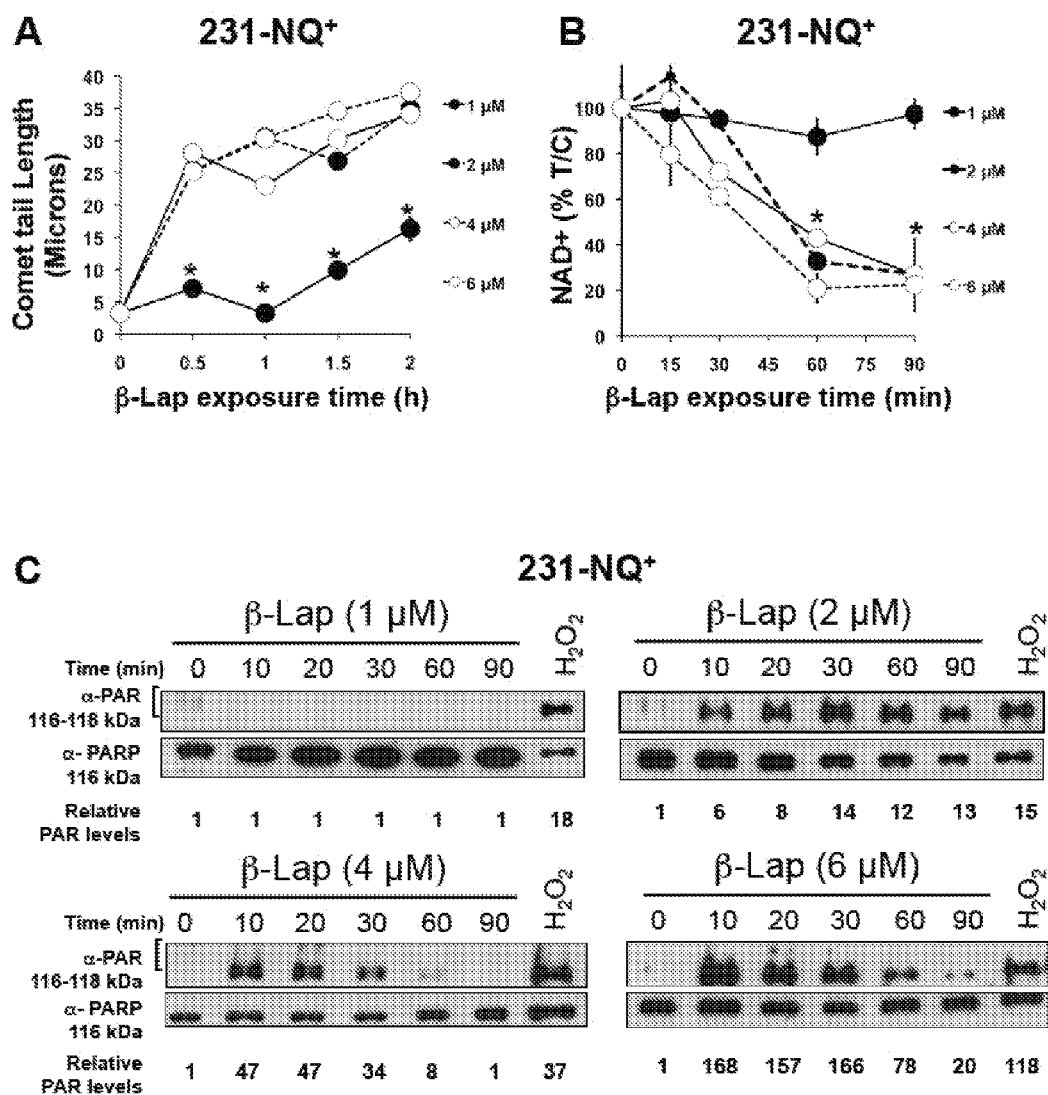 A
231-NQ+
Comet tail Length
(Microns)
40
35
30
25
20
15
10
5
0
*
*
*
*
0 0.5 1 1.5 2
β-Lap exposure time (h)
1 µM
2 µM
4 µM
6 µM
B
231-NQ+
NAD+ (% T/C)
100
80
60
40
20
0
*
*
0 15 30 45 60 75 90
β-Lap exposure time (min)
1 µM
2 µM
4 µM
6 µM
C
231-NQ+
β-Lap (1 µM)
H2O2
Time (min) 0 10 20 30 60 90
α-PAR
116-118 kDa
α- PARP
116 kDa
Relative
PAR levels
1 1 1 1 1 1 18
β-Lap (2 µM)
H2O2
0 10 20 30 60 90
1 6 8 14 12 13 15
β-Lap (4 µM)
H2O2
Time (min) 0 10 20 30 60 90
α-PAR
116-118 kDa
α- PARP
116 kDa
Relative
PAR levels
1 47 47 34 8 1 37
β-Lap (6 µM)
H2O2
0 10 20 30 60 90
1 168 157 166 78 20 118